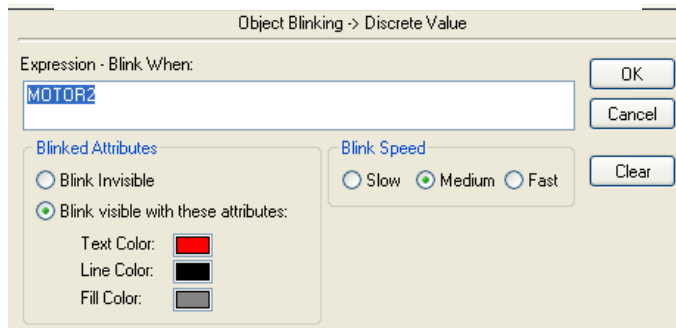 Object Blinking -> Discrete Value
Expression - Blink When:
OK
MOTOR2
Cancel
Blinked Attributes
Blink Speed
Clear
Blink Invisible
Slow
Medium
Fast
Blink visible with these attributes:
Text Color:
Line Color:
Fill Color: